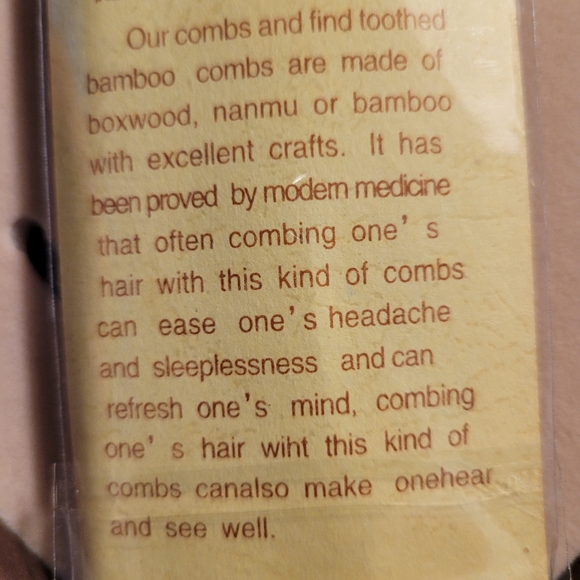 Our combs and find toothed
bamboo combs are made of
boxwood, nanmu or bamboo
with excellent crafts. It has
been proved by modern medicine
that often combing one's
hair with this kind of combs
can ease one's headache
and sleeplessness and can
refresh one's mind, combing
one's hair wiht this kind of
combs canalso make onehear
and see well.